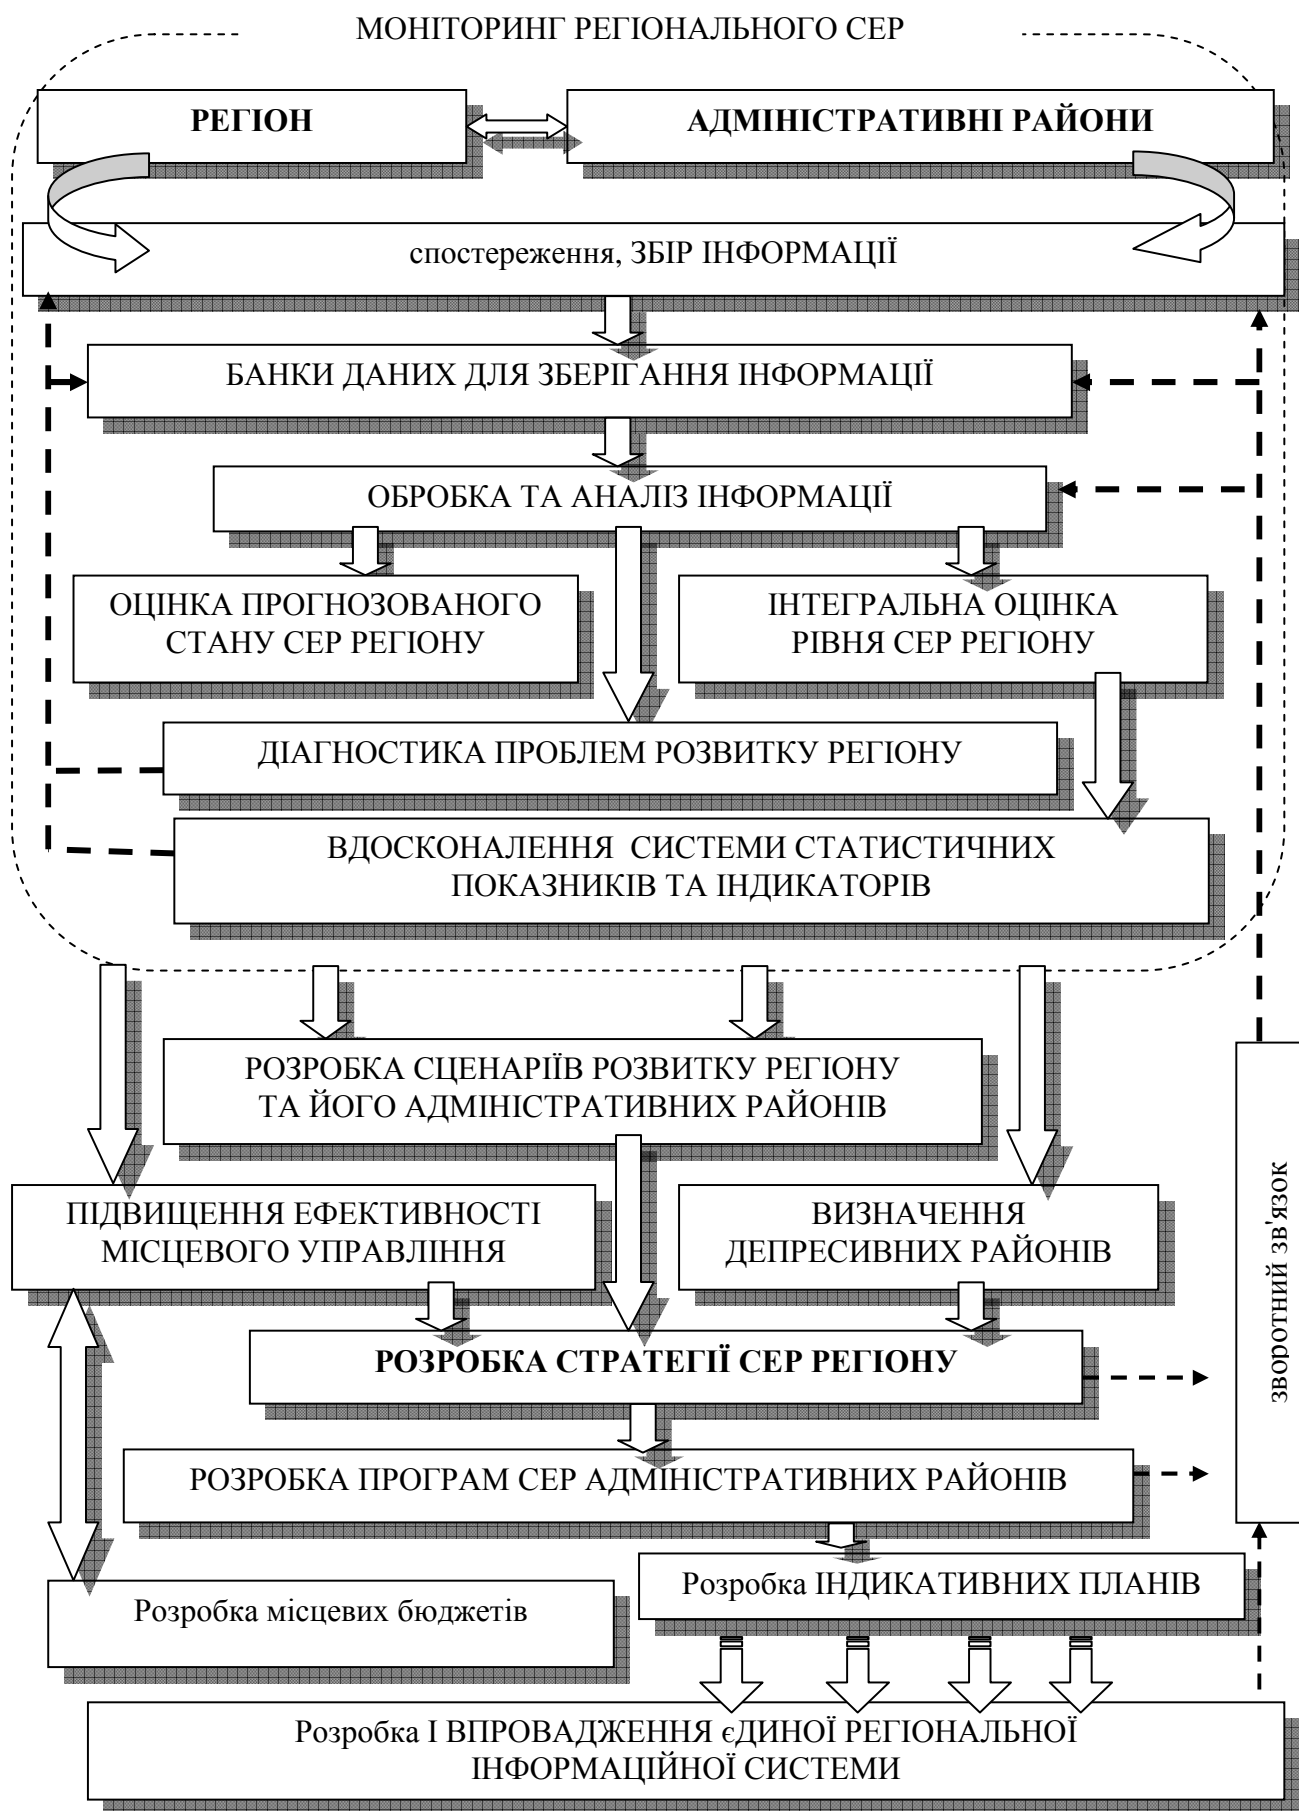 МОНІТОРИНГ РЕГІОНАЛЬНОГО СЕР
РЕГІОН
АДМІНІСТРАТИВНІ РАЙОНИ
спостереження, ЗБІР ІНФОРМАЦІЇ
БАНКИ ДАНИХ ДЛЯ ЗБЕРІГАННЯ ІНФОРМАЦІЇ
ОБРОБКА ТА АНАЛІЗ ІНФОРМАЦІЇ
ОЦІНКА ПРОГНОЗОВАНОГО
СТАНУ СЕР РЕГІОНУ
ІНТЕГРАЛЬНА ОЦІНКА
РІВНЯ СЕР РЕГІОНУ
ДІАГНОСТИКА ПРОБЛЕМ РОЗВИТКУ РЕГІОНУ
ВДОСКОНАЛЕННЯ СИСТЕМИ СТАТИСТИЧНИХ
ПОКАЗНИКІВ ТА ІНДИКАТОРІВ
РОЗРОБКА СЦЕНАРІЇВ РОЗВИТКУ РЕГІОНУ
ТА ЙОГО АДМІНІСТРАТИВНИХ РАЙОНІВ
ПІДВИЩЕННЯ ЕФЕКТИВНОСТІ
МІСЦЕВОГО УПРАВЛІННЯ
ВИЗНАЧЕННЯ
ДЕПРЕСИВНИХ РАЙОНІВ
зворотний зв'язок
РОЗРОБКА СТРАТЕГІЇ СЕР РЕГІОНУ
РОЗРОБКА ПРОГРАМ СЕР АДМІНІСТРАТИВНИХ РАЙОНІВ
Розробка ІНДИКАТИВНИХ ПЛАНІВ
Розробка місцевих бюджетів
Розробка І ВПРОВАДЖЕННЯ єДИНОЇ РЕГІОНАЛЬНОЇ
ІНФОРМАЦІЙНОЇ СИСТЕМИ